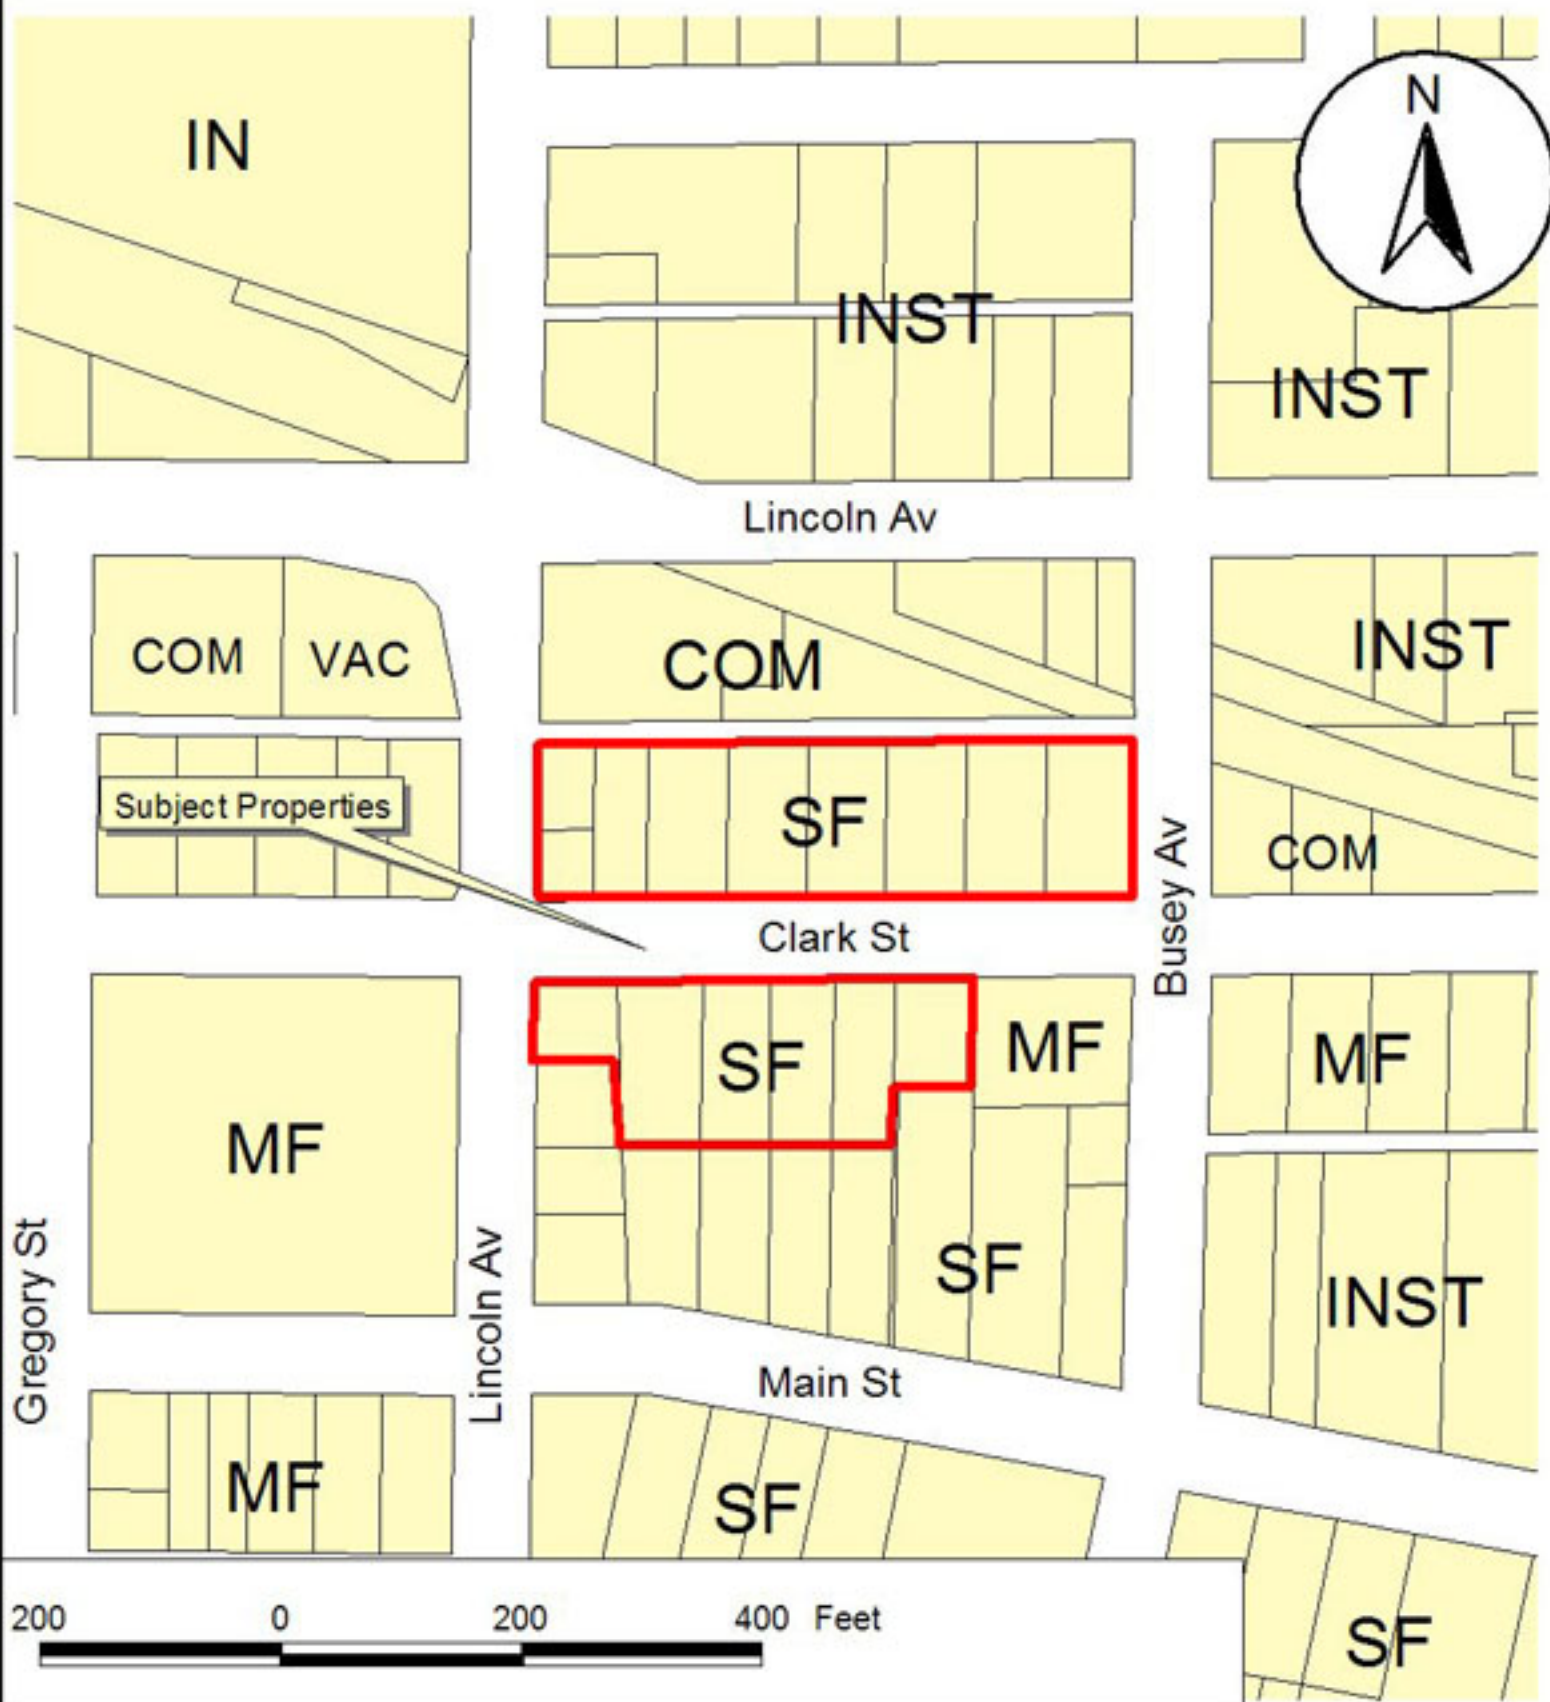 N
IN
INST
INST
Lincoln Av
COM
VAC
COM
INST
Subject Properties
SF
COM
Busey Av
Clark St
SF
MF
MF
MF
SF
INST
Gregory St
Lincoln Av
Main St
MF
SF
SF
200 0 200 400 Feet